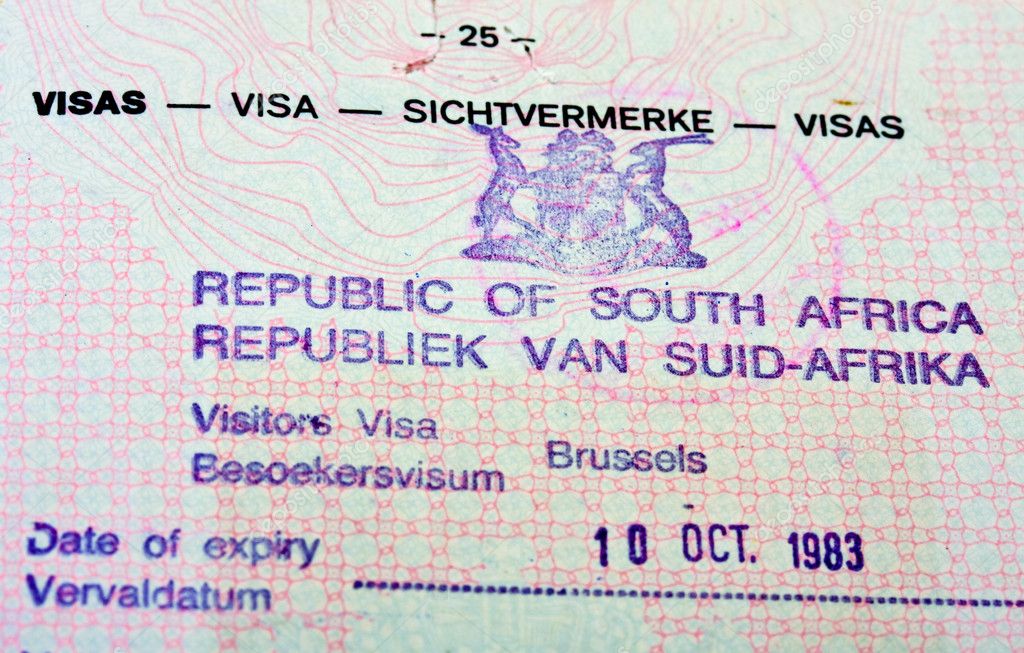 - 25 -
VISAS — VISA — SICHTVERMERKE — VISAS
REPUBLIC OF SOUTH AFRICA
REPUBLIEK VAN SUID-AFRIKA
Visitors Visa
Besoekersvisum
Brussels
Date of expiry
Vervaldatum
10 OCT. 1983
depositphotos